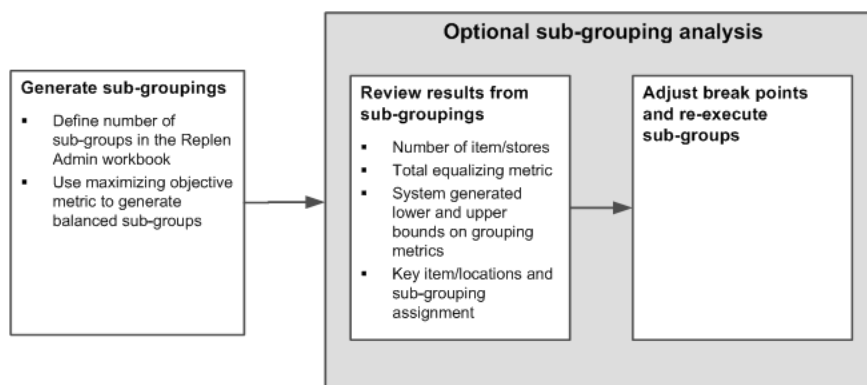 Optional sub-grouping analysis
Generate sub-groupings
▪ Define number of
sub-groups in the Replen
Admin workbook
▪ Use maximizing objective
metric to generate
balanced sub-groups
Review results from
sub-groupings
▪ Number of item/stores
▪ Total equalizing metric
▪ System generated
lower and upper
bounds on grouping
metrics
▪ Key item/locations and
sub-grouping
assignment
Adjust break points
and re-execute
sub-groups